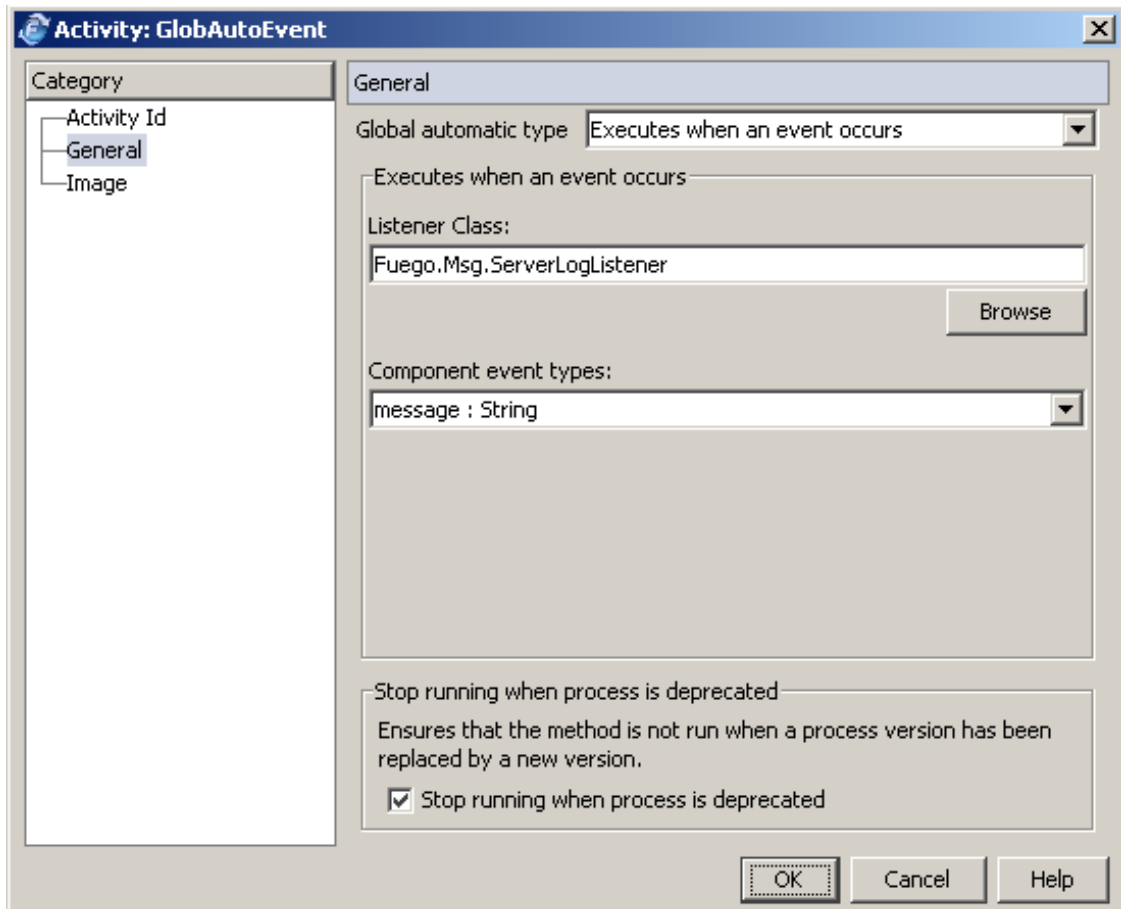 Activity: GlobAutoEvent
Category
Activity Id
General
Image
General
Global automatic type Executes when an event occurs
Executes when an event occurs
Listener Class:
Fuego.Msg.ServerLogListener
Browse
Component event types:
message : String
Stop running when process is deprecated
Ensures that the method is not run when a process version has been
replaced by a new version.
Stop running when process is deprecated
OK Cancel Help